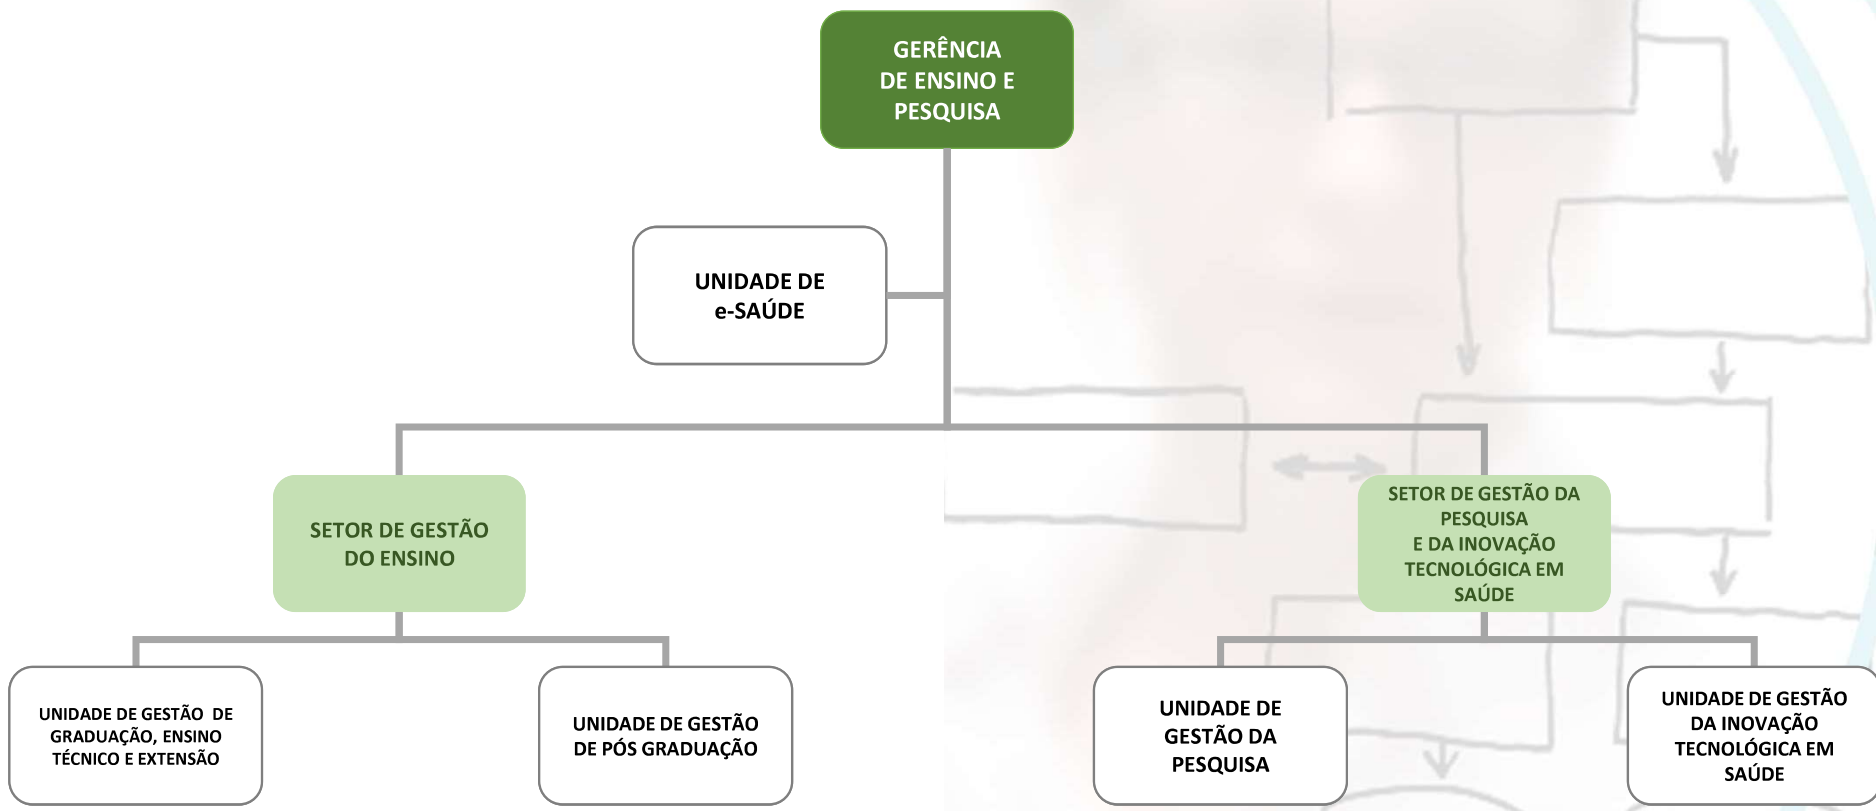 GERÊNCIA
DE ENSINO E
PESQUISA
UNIDADE DE
e-SAÚDE
SETOR DE GESTÃO
DO ENSINO
SETOR DE GESTÃO DA
PESQUISA
E DA INOVAÇÃO
TECNOLÓGICA EM
SAÚDE
UNIDADE DE GESTÃO DE
GRADUAÇÃO, ENSINO
TÉCNICO E EXTENSÃO
UNIDADE DE GESTÃO
DE PÓS GRADUAÇÃO
UNIDADE DE
GESTÃO DA
PESQUISA
UNIDADE DE GESTÃO
DA INOVAÇÃO
TECNOLÓGICA EM
SAÚDE